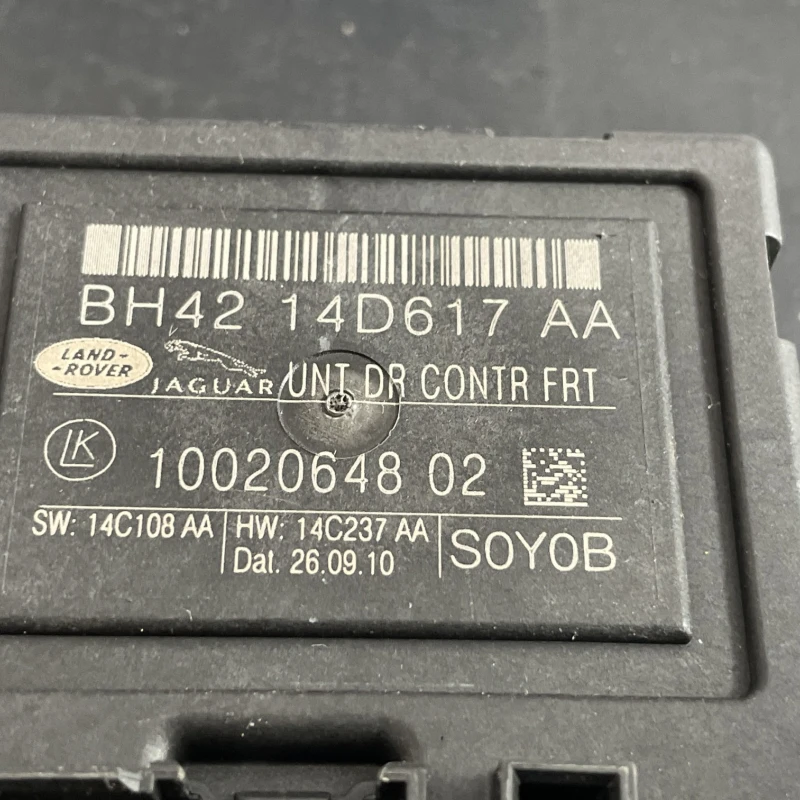 BH42 14D617 AA
LAND-
-ROVER
JAGUAR UNT DR CONTR FRT
LK 10020648 02
SW: 14C108 AA HW: 14C237 AA
Dat. 26.09.10
S0Y0B